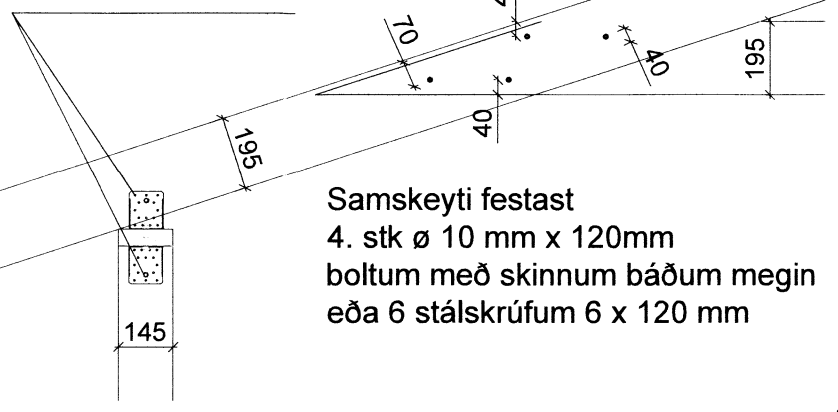 70
40
195
40
195
Samskeyti festast
4. stk ø 10 mm x 120mm
boltum með skinnum báðum megin
eða 6 stálskrúfum 6 x 120 mm
145